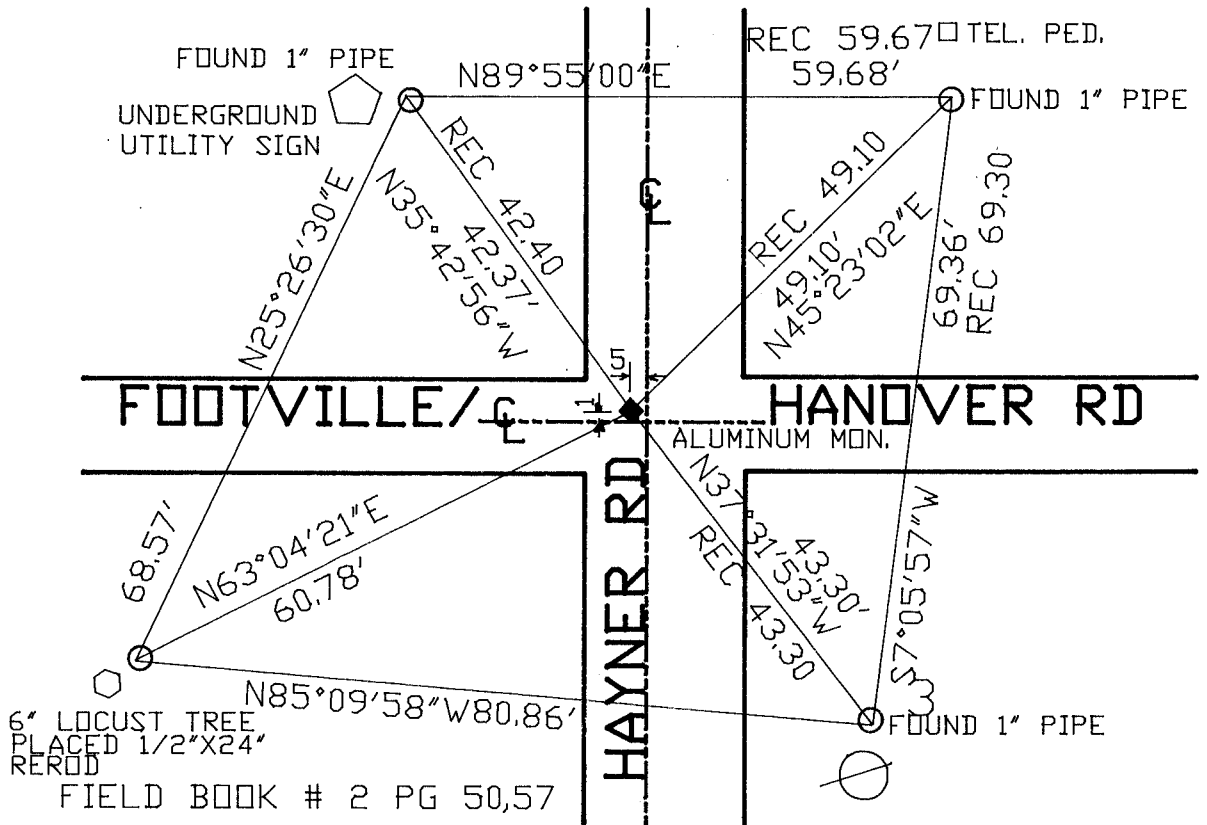 REC 59.67 TEL. PED.
59.68'
FOUND 1" PIPE
N89°55'00"E
UNDERGROUND
UTILITY SIGN
FOUND 1" PIPE
REC 42.40
42.37'
N35°42'56"W
REC 49.10
49.10'
N45°23'02"E
69.36'
REC 69.30
N25°26'30"E
68.57'
CL
5
1
FOOTVILLE/ CL HANOVER RD
ALUMINUM MON.
HAYNER RD
N63°04'21"E
60.78'
N37°31'53"W
43.30'
REC 43.30
S7°05'57"W
N85°09'58"W80.86'
FOUND 1" PIPE
6" LOCUST TREE
PLACED 1/2"X24"
REROD
FIELD BOOK # 2 PG 50,57